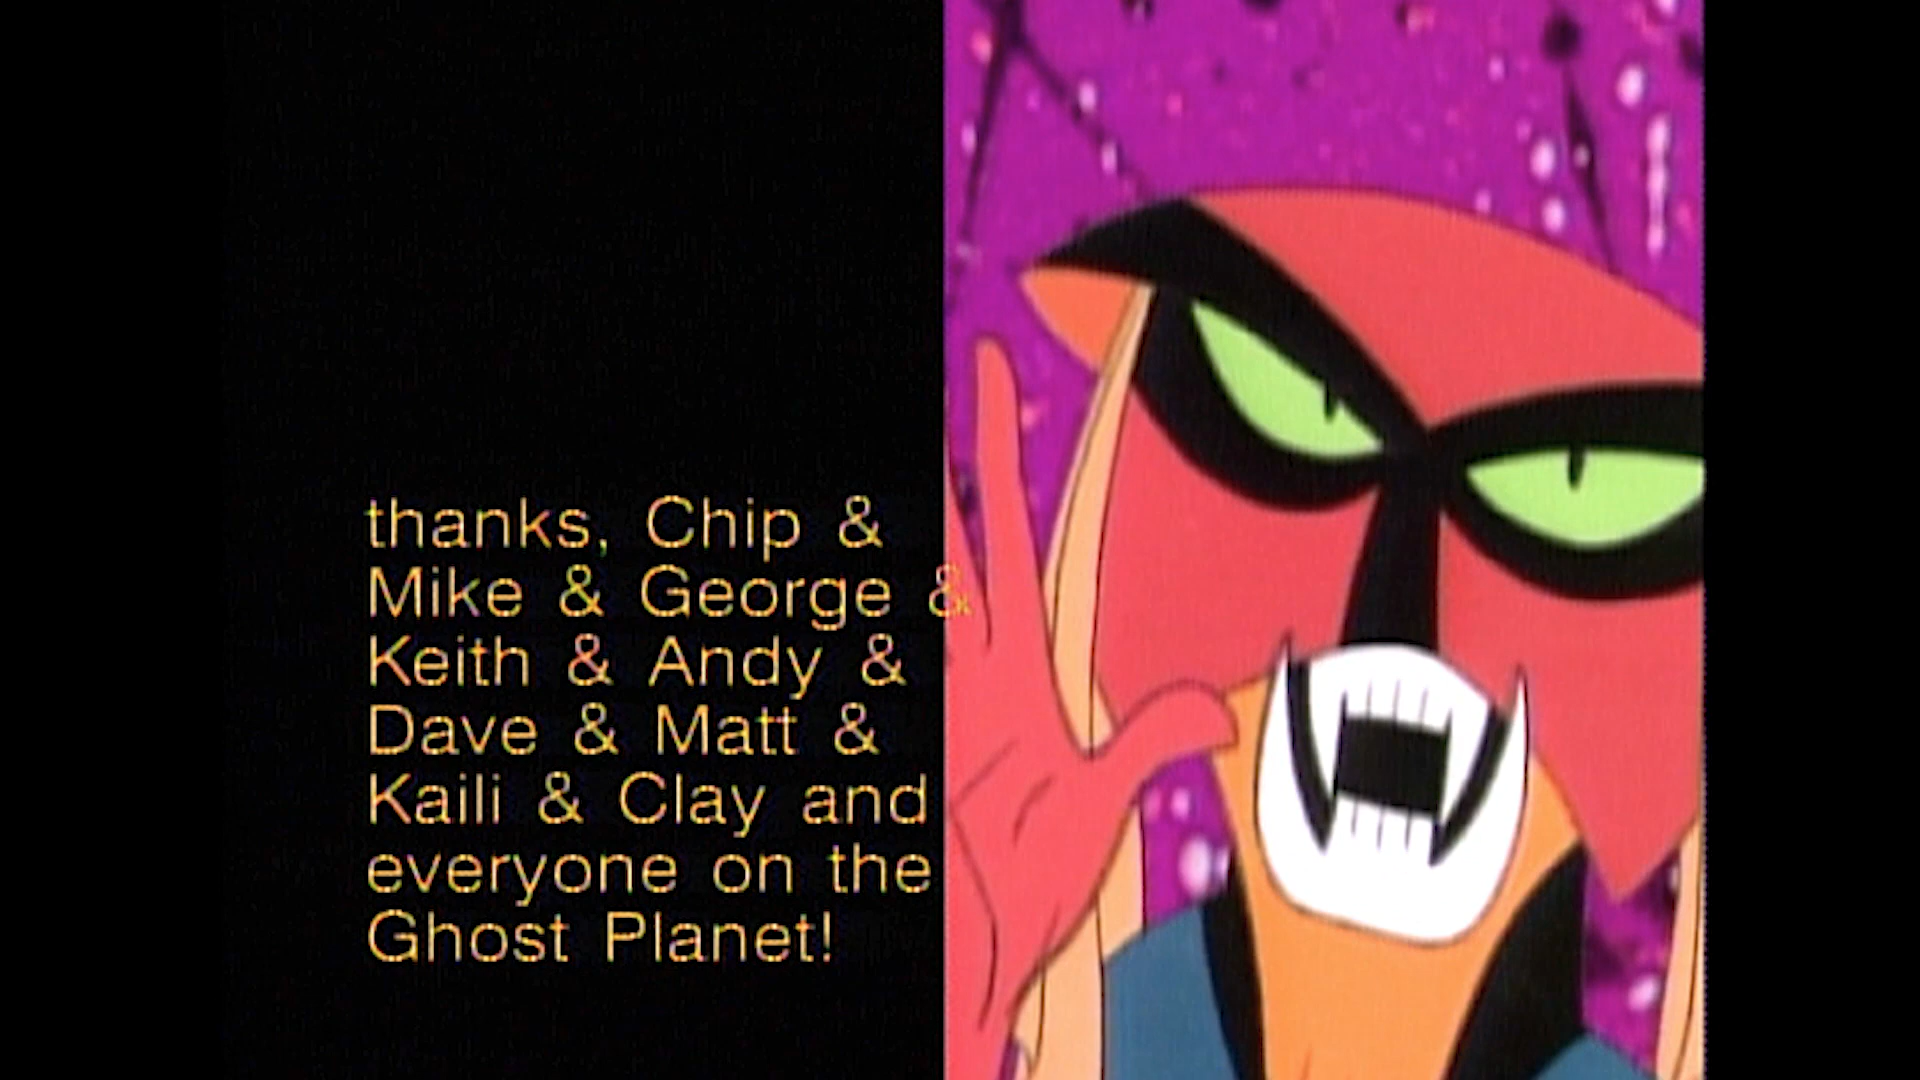 thanks, Chip &
Mike & George &
Keith & Andy &
Dave & Matt &
Kaili & Clay and
everyone on the
Ghost Planet!